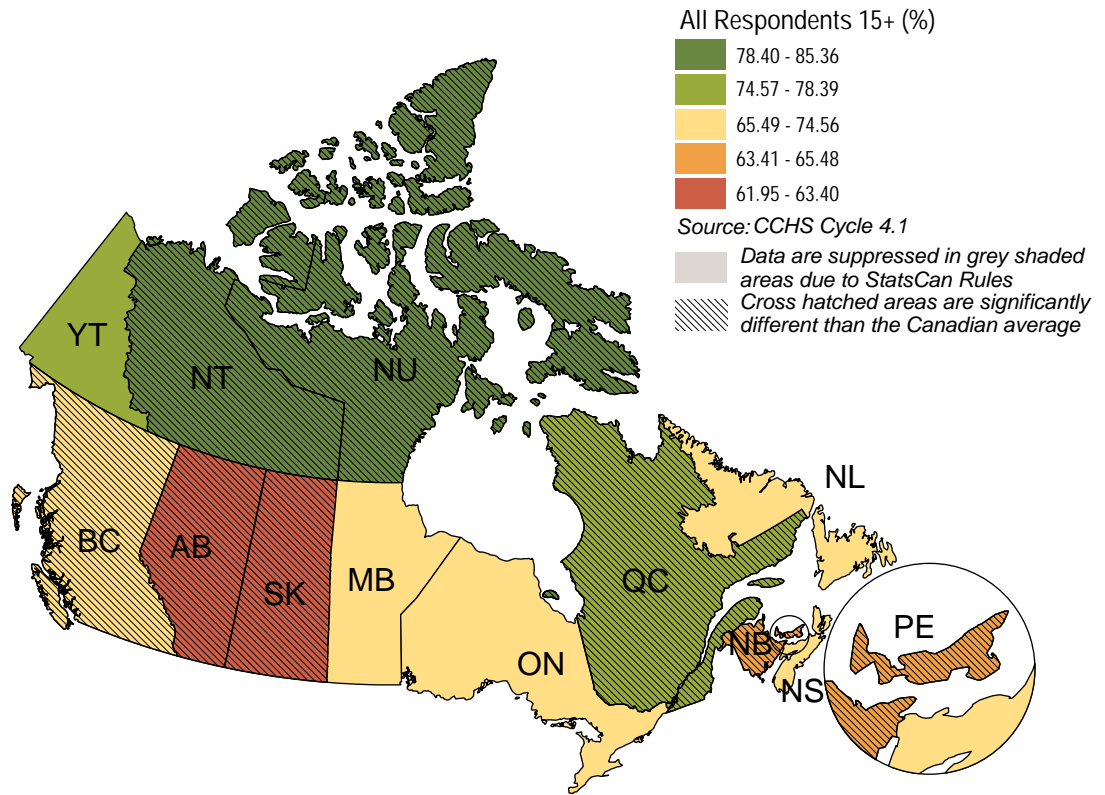 All Respondents 15+ (%)
78.40 - 85.36
74.57 - 78.39
65.49 - 74.56
63.41 - 65.48
61.95 - 63.40
Source: CCHS Cycle 4.1
Data are suppressed in grey shaded
areas due to StatsCan Rules
Cross hatched areas are significantly
different than the Canadian average
YT
NT
NU
NL
BC
AB
SK
MB
QC
ON
NB
NS
PE